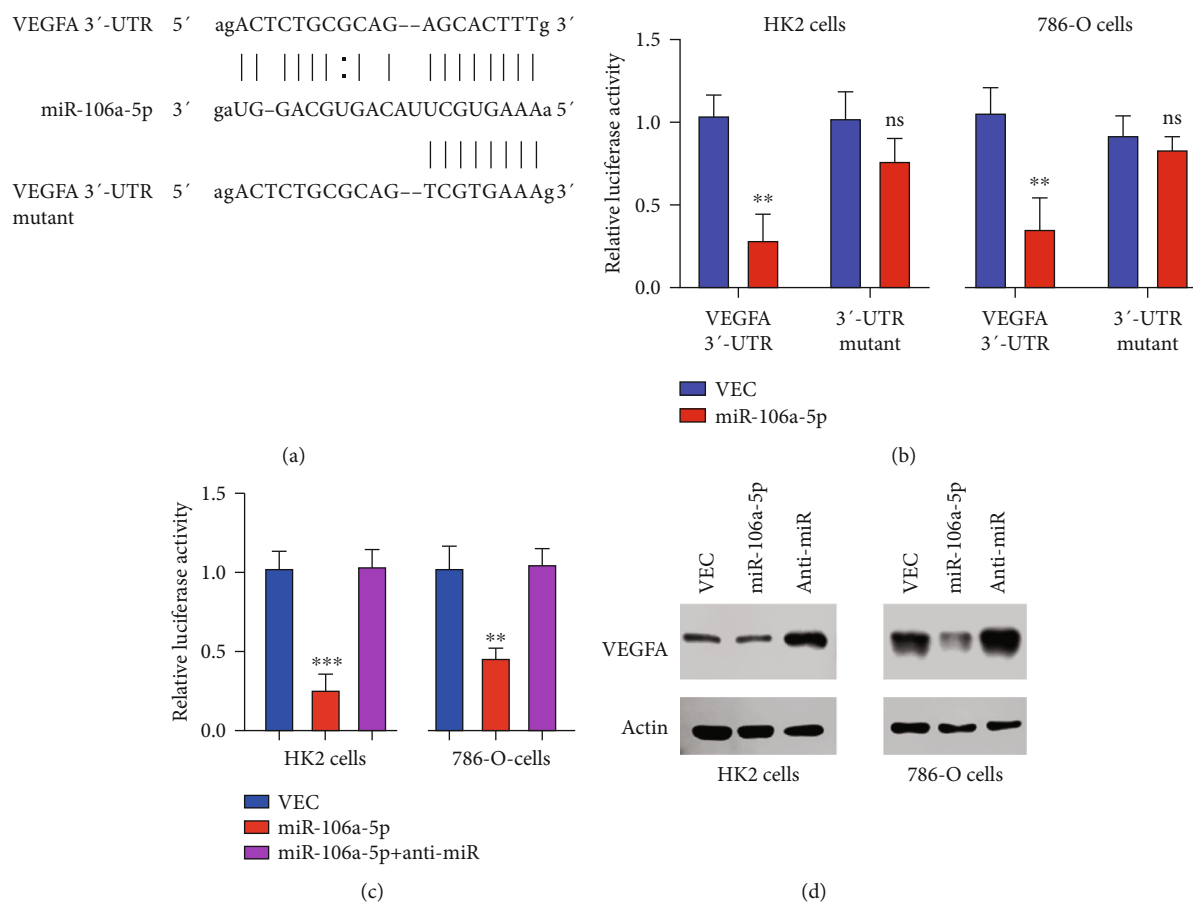 VEGFA 3´-UTR 5´ agACTCTGCGCAG––AGCACTTTg 3´
miR-106a-5p 3´ gaUG–GACGUGACAUUCGUGAAAa 5´
VEGFA 3´-UTR 5´ agACTCTGCGCAG––TCGTGAAAg 3´
mutant
(a)
HK2 cells
786-O cells
Relative luciferase activity
1.5
1.0
0.5
0.0
**
ns
**
ns
VEGFA
3´-UTR
3´-UTR
mutant
VEGFA
3´-UTR
3´-UTR
mutant
VEC
miR-106a-5p
(b)
Relative luciferase activity
1.5
1.0
0.5
0.0
***
**
HK2 cells
786-O-cells
VEC
miR-106a-5p
miR-106a-5p+anti-miR
(c)
VEC
miR-106a-5p
Anti-miR
VEC
miR-106a-5p
Anti-miR
VEGFA
Actin
HK2 cells
786-O cells
(d)